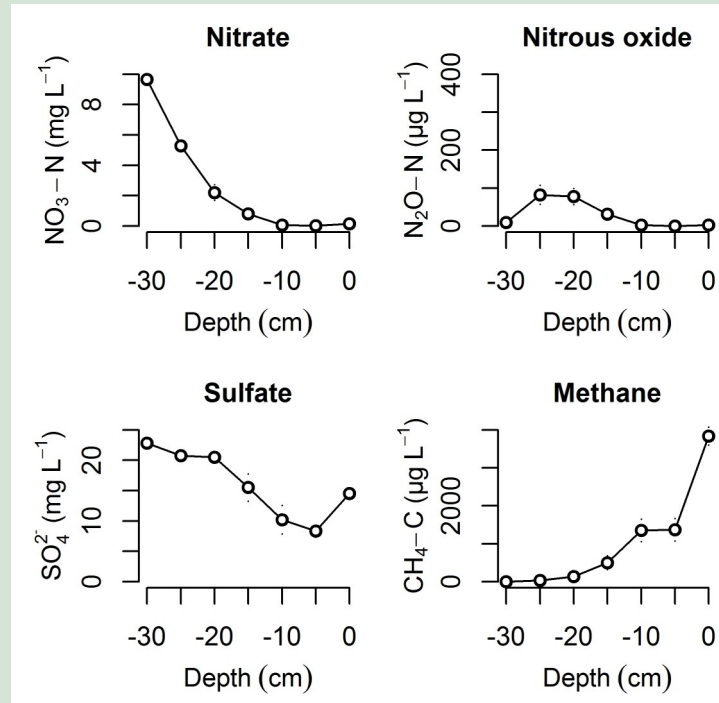 Nitrate
NO₃−N (mg L⁻¹)
8
4
0
-30 -20 -10 0
Depth (cm)
Nitrous oxide
N₂O−N (µg L⁻¹)
400
200
0
-30 -20 -10 0
Depth (cm)
Sulfate
SO₄²⁻ (mg L⁻¹)
20
10
0
-30 -20 -10 0
Depth (cm)
Methane
CH₄−C (µg L⁻¹)
2000
0
-30 -20 -10 0
Depth (cm)